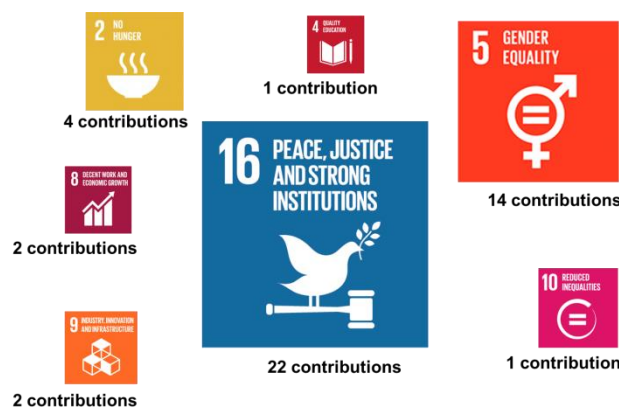 2 NO
HUNGER
4 contributions
4 QUALITY
EDUCATION
1 contribution
5 GENDER
EQUALITY
14 contributions
8 DECENT WORK AND
ECONOMIC GROWTH
2 contributions
16 PEACE, JUSTICE
AND STRONG
INSTITUTIONS
22 contributions
9 INDUSTRY, INNOVATION
AND INFRASTRUCTURE
2 contributions
10 REDUCED
INEQUALITIES
1 contribution